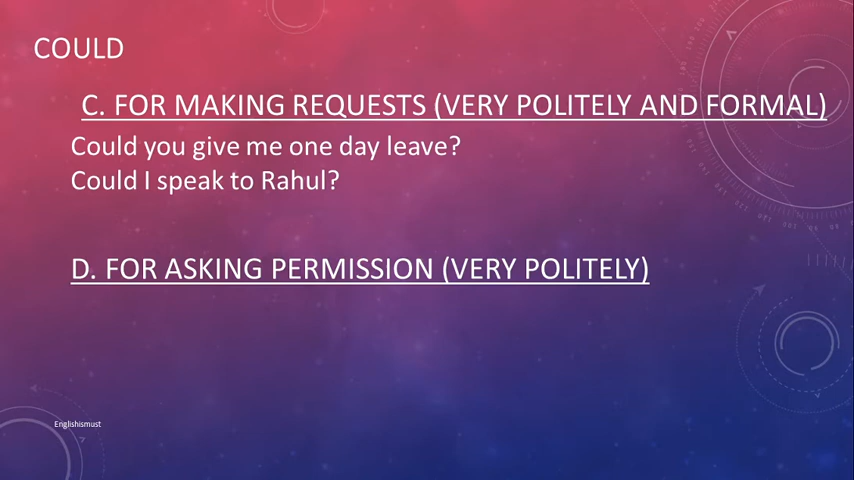 COULD
C. FOR MAKING REQUESTS (VERY POLITELY AND FORMAL)
Could you give me one day leave?
Could I speak to Rahul?
D. FOR ASKING PERMISSION (VERY POLITELY)
Englishismust